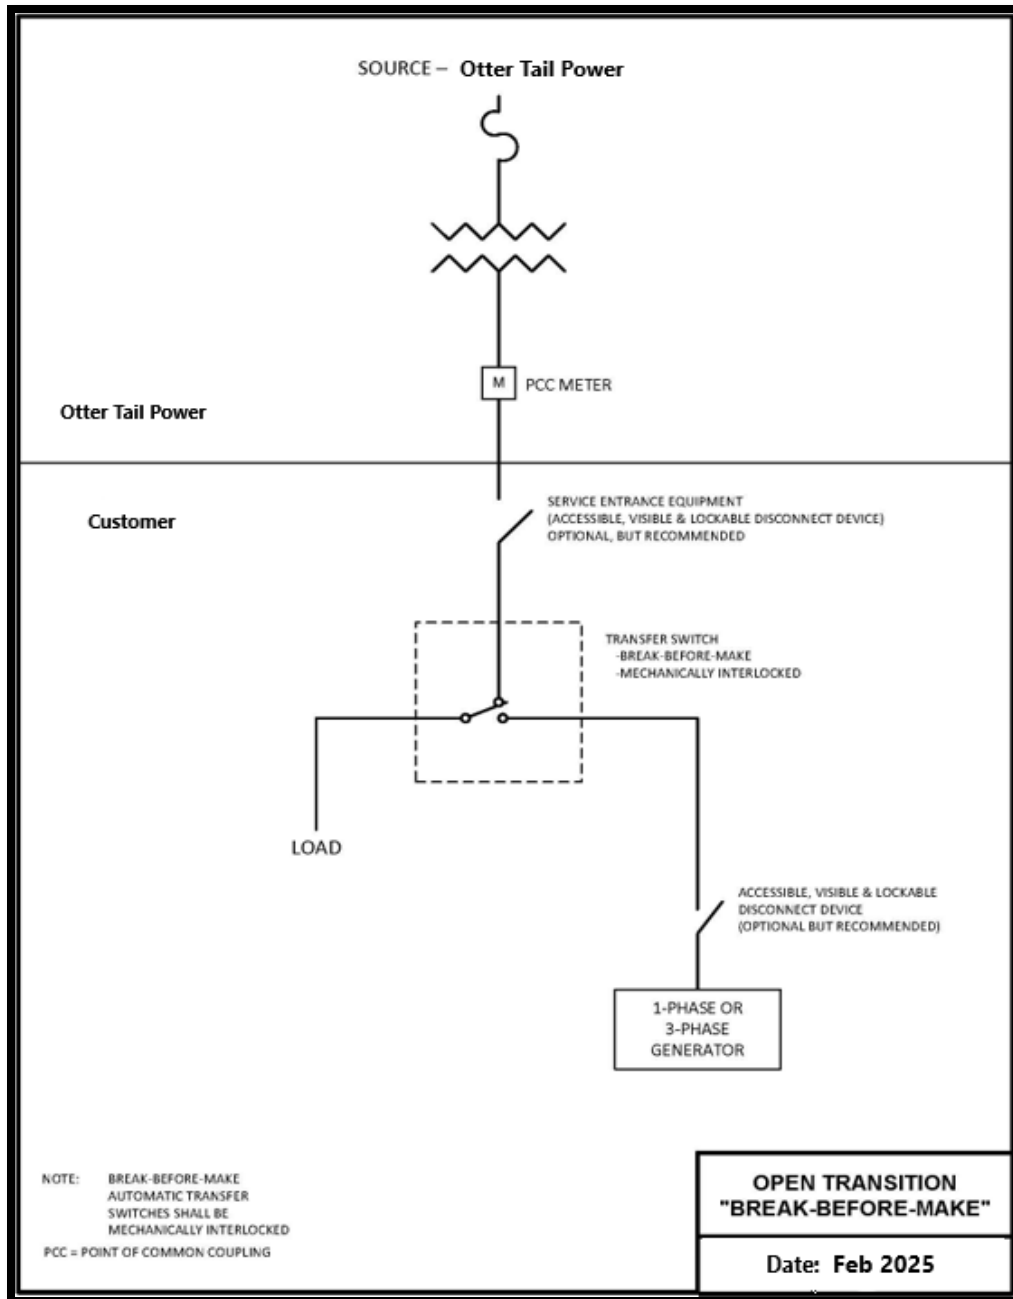 SOURCE – Otter Tail Power
M
PCC METER
Otter Tail Power
Customer
SERVICE ENTRANCE EQUIPMENT
(ACCESSIBLE, VISIBLE & LOCKABLE DISCONNECT DEVICE)
OPTIONAL, BUT RECOMMENDED
TRANSFER SWITCH
-BREAK-BEFORE-MAKE
-MECHANICALLY INTERLOCKED
LOAD
ACCESSIBLE, VISIBLE & LOCKABLE
DISCONNECT DEVICE
(OPTIONAL BUT RECOMMENDED)
1-PHASE OR
3-PHASE
GENERATOR
NOTE: BREAK-BEFORE-MAKE
AUTOMATIC TRANSFER
SWITCHES SHALL BE
MECHANICALLY INTERLOCKED
PCC = POINT OF COMMON COUPLING
OPEN TRANSITION
"BREAK-BEFORE-MAKE"
Date: Feb 2025